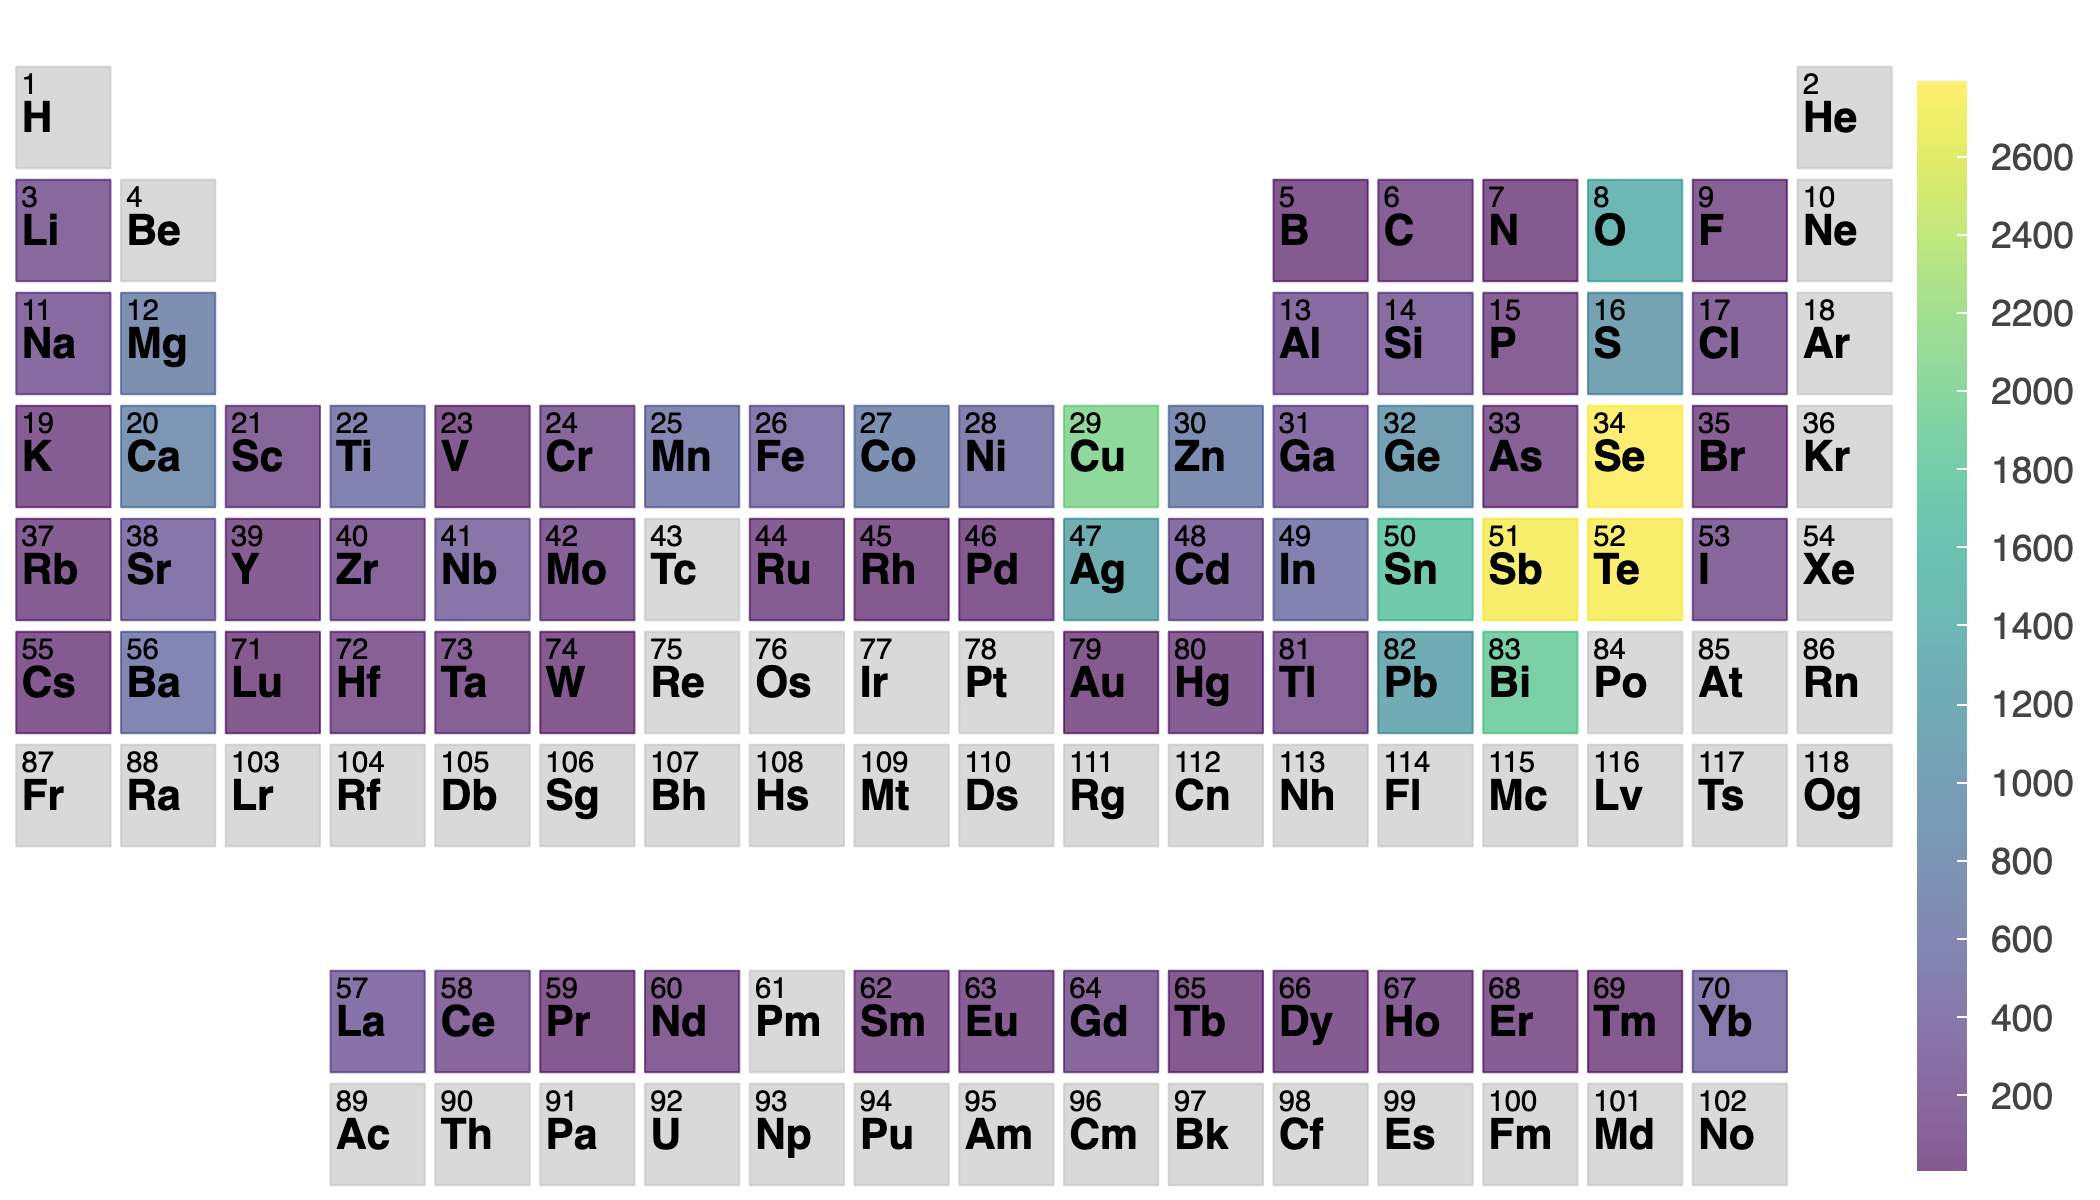 1 2
H He
3 4 5 6 7 8 9 10
Li Be B C N O F Ne
11 12 13 14 15 16 17 18
Na Mg Al Si P S Cl Ar
19 20 21 22 23 24 25 26 27 28 29 30 31 32 33 34 35 36
K Ca Sc Ti V Cr Mn Fe Co Ni Cu Zn Ga Ge As Se Br Kr
37 38 39 40 41 42 43 44 45 46 47 48 49 50 51 52 53 54
Rb Sr Y Zr Nb Mo Tc Ru Rh Pd Ag Cd In Sn Sb Te I Xe
55 56 71 72 73 74 75 76 77 78 79 80 81 82 83 84 85 86
Cs Ba Lu Hf Ta W Re Os Ir Pt Au Hg Tl Pb Bi Po At Rn
87 88 103 104 105 106 107 108 109 110 111 112 113 114 115 116 117 118
Fr Ra Lr Rf Db Sg Bh Hs Mt Ds Rg Cn Nh Fl Mc Lv Ts Og
57 58 59 60 61 62 63 64 65 66 67 68 69 70
La Ce Pr Nd Pm Sm Eu Gd Tb Dy Ho Er Tm Yb
89 90 91 92 93 94 95 96 97 98 99 100 101 102
Ac Th Pa U Np Pu Am Cm Bk Cf Es Fm Md No
2600
2400
2200
2000
1800
1600
1400
1200
1000
800
600
400
200